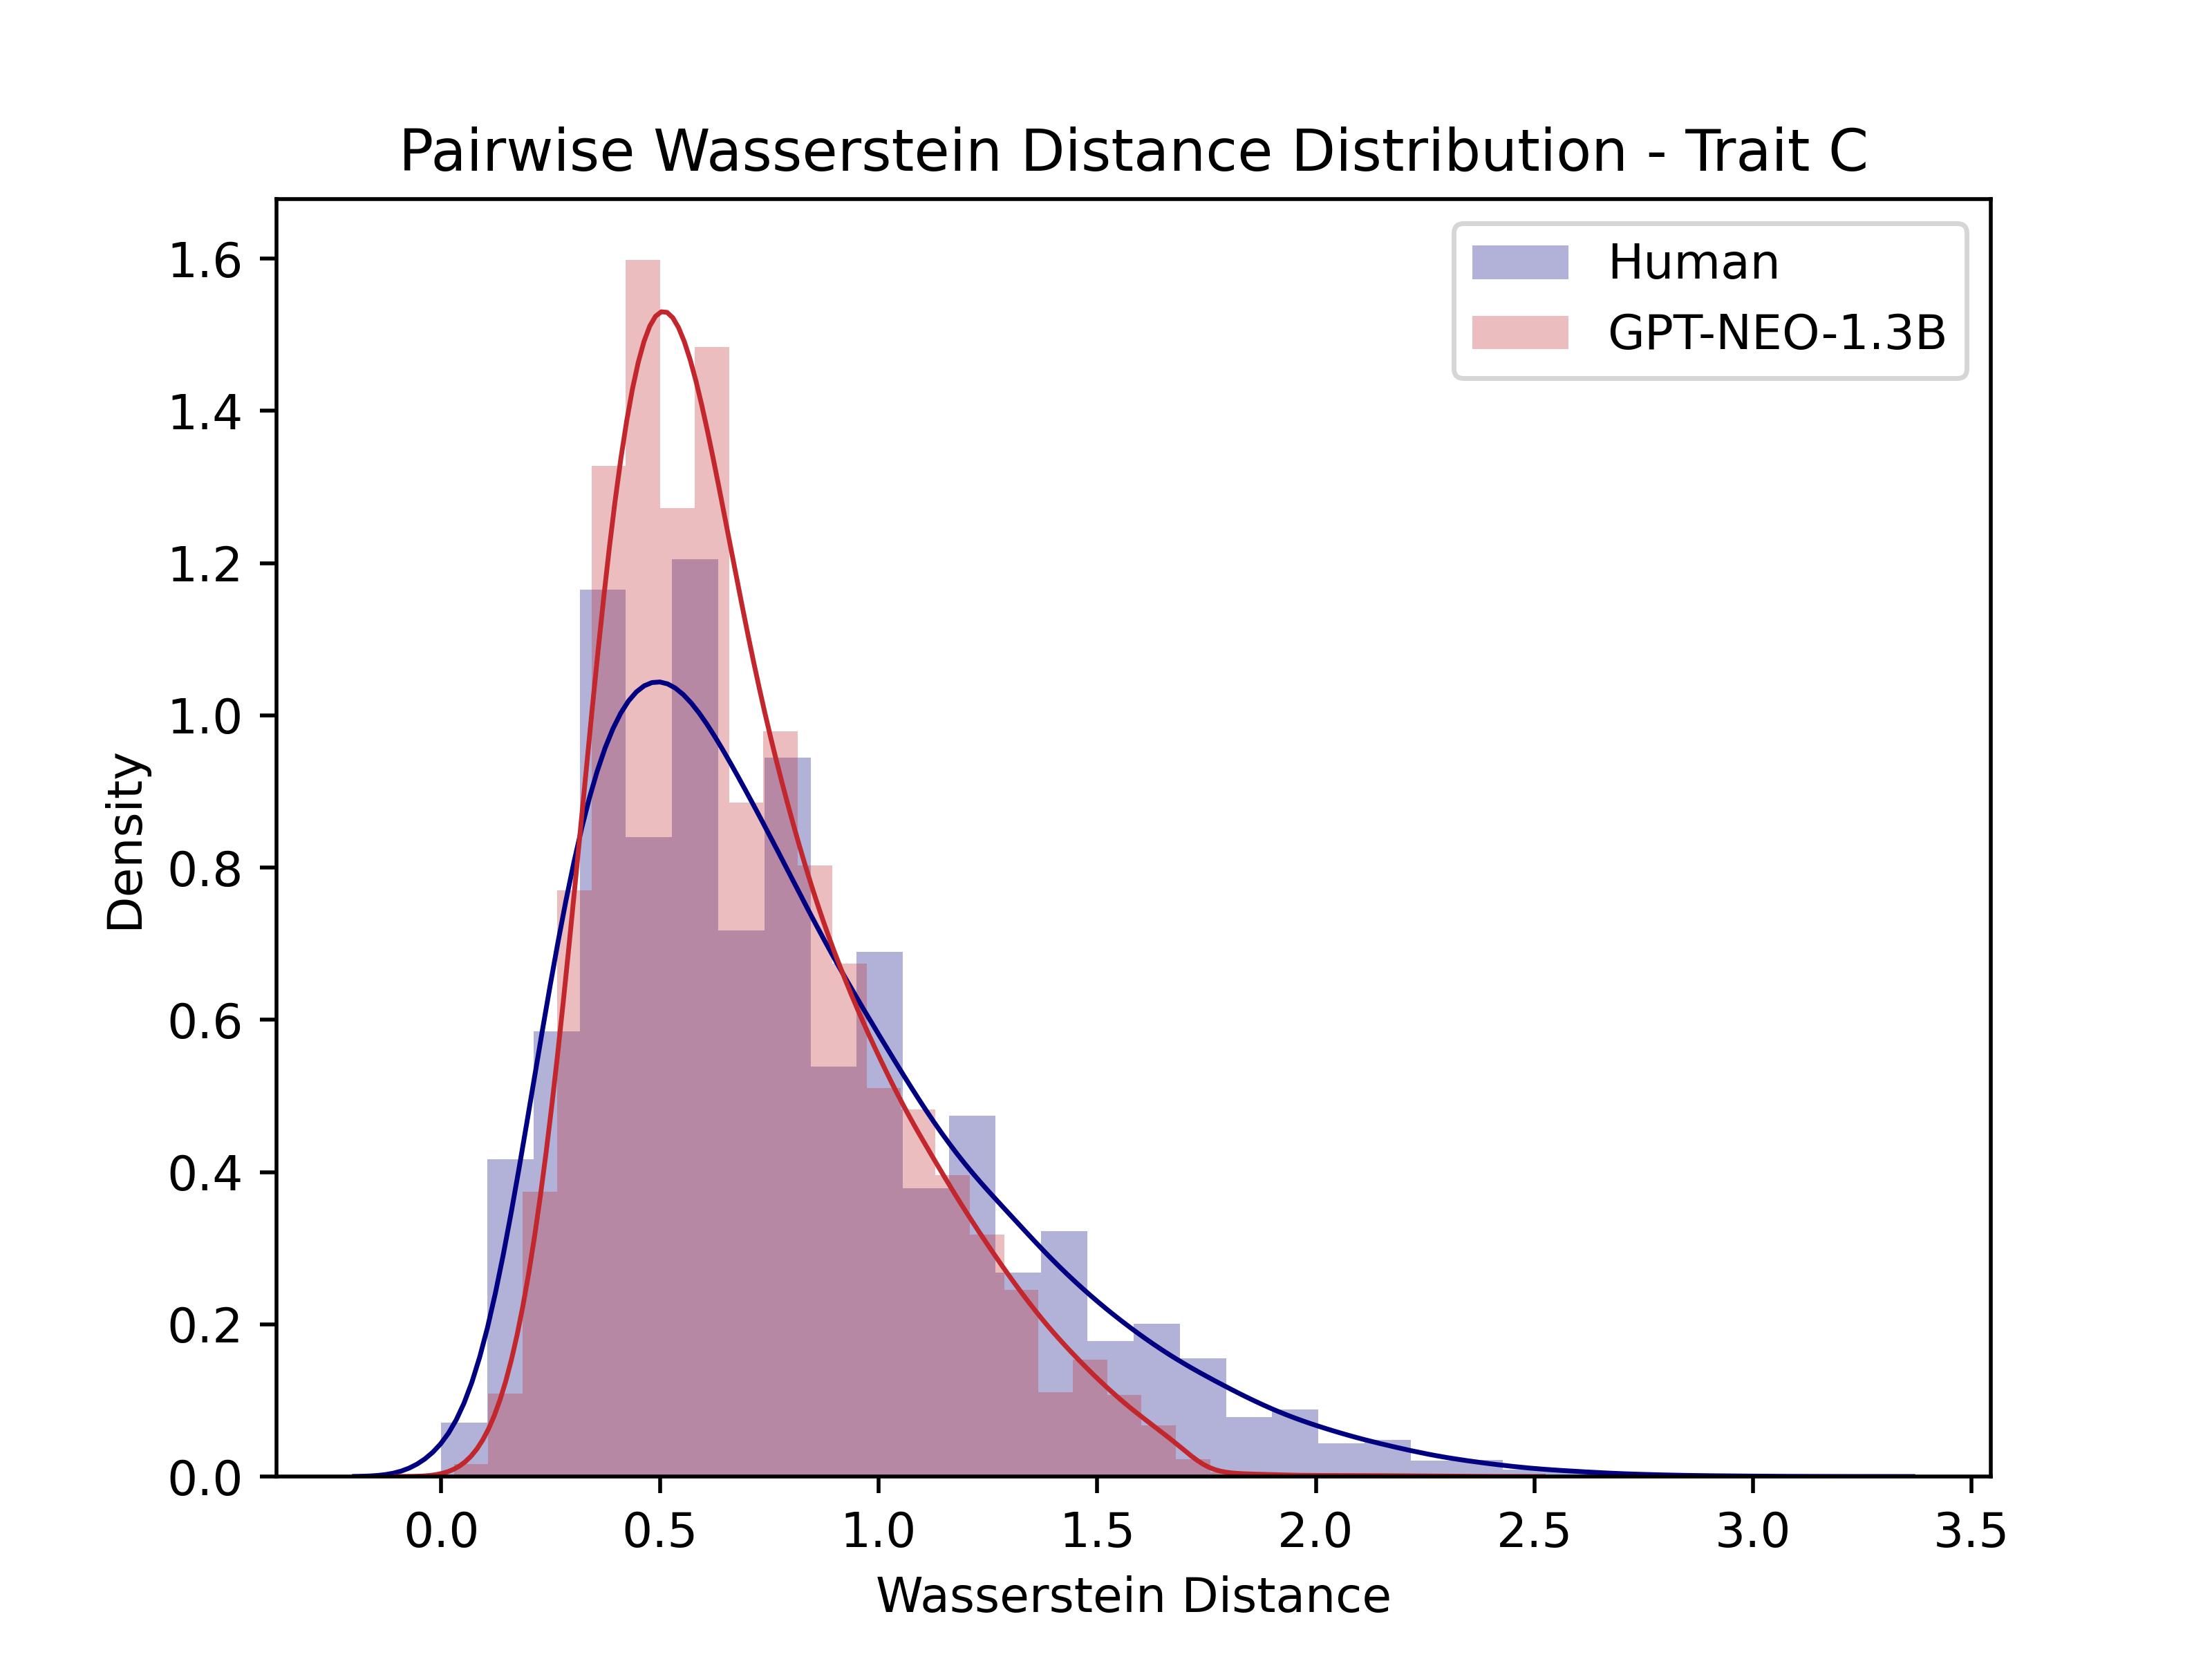 Pairwise Wasserstein Distance Distribution - Trait C
Human
GPT-NEO-1.3B
1.6
1.4
1.2
1.0
0.8
0.6
0.4
0.2
0.0
Density
0.0 0.5 1.0 1.5 2.0 2.5 3.0 3.5
Wasserstein Distance